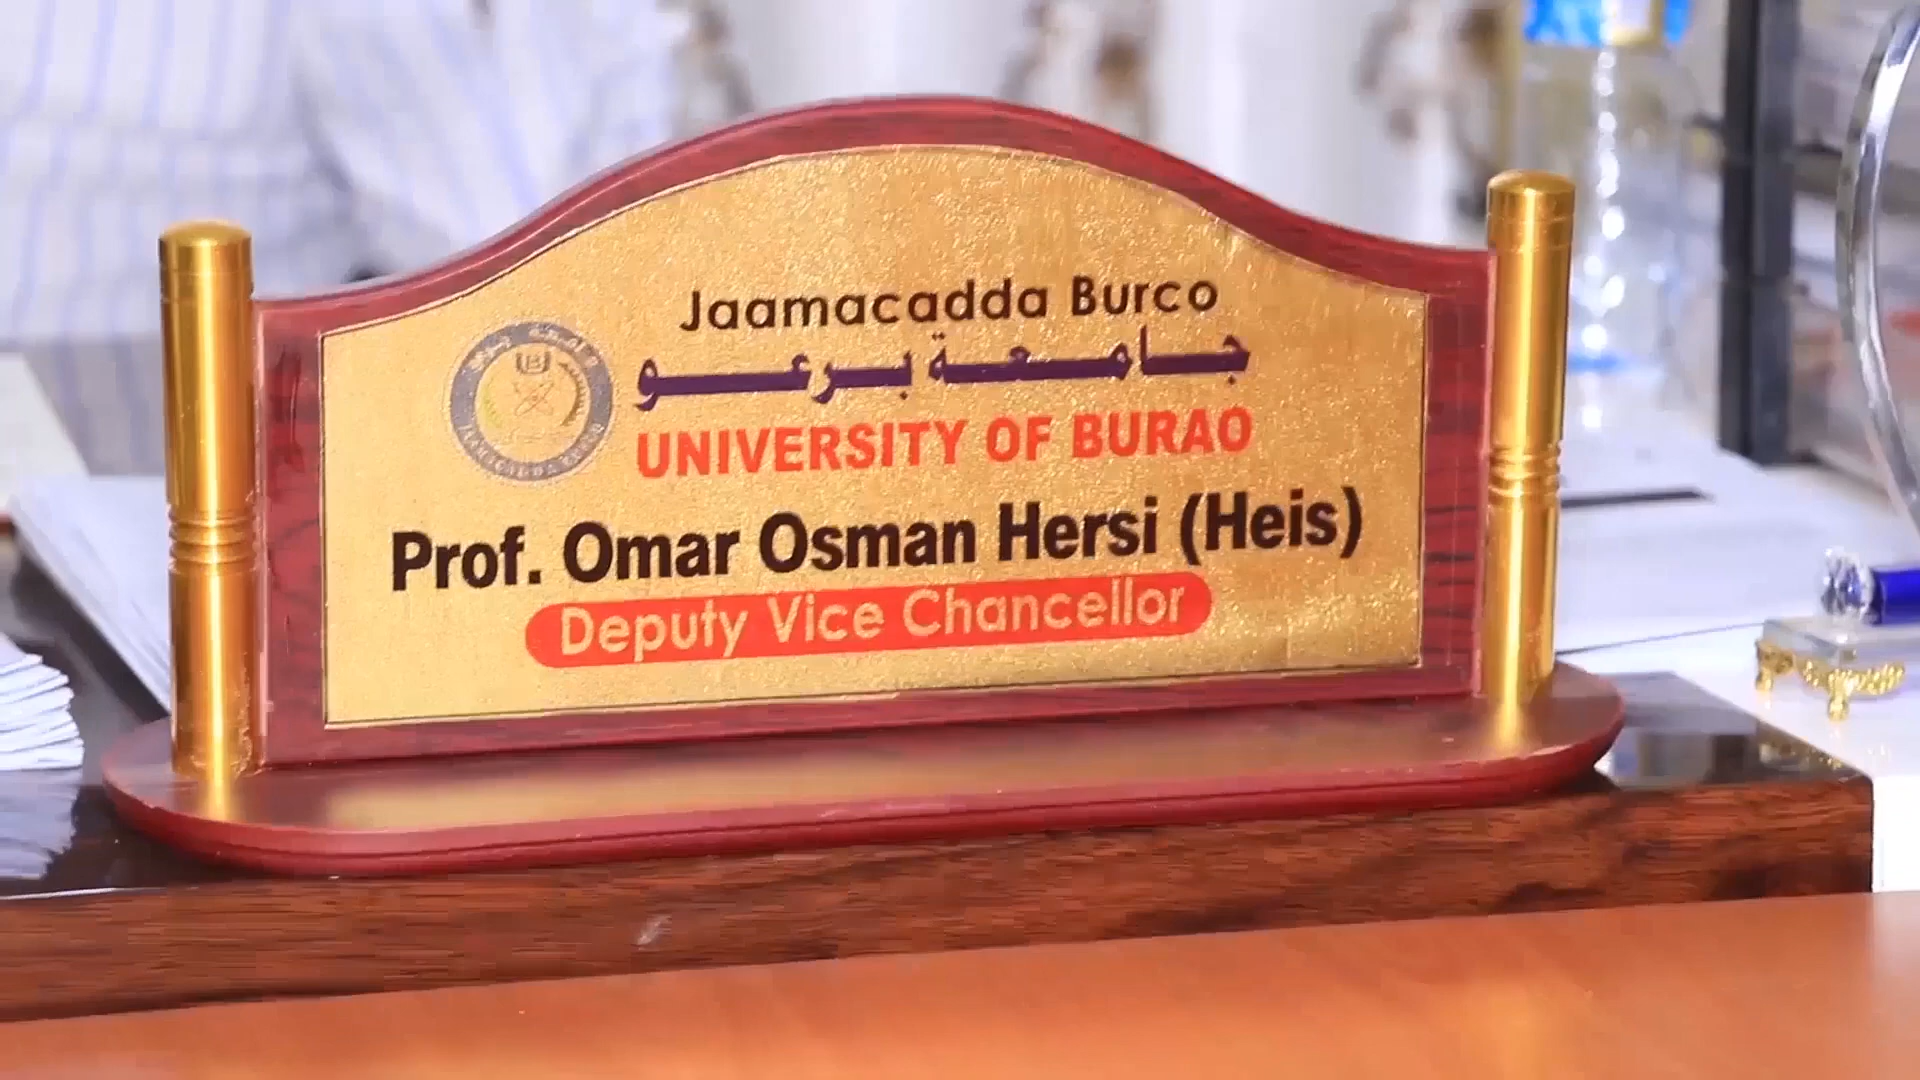 Jaamacadda Burco
جامعة برعو
UNIVERSITY OF BURAO
Prof. Omar Osman Hersi (Heis)
Deputy Vice Chancellor